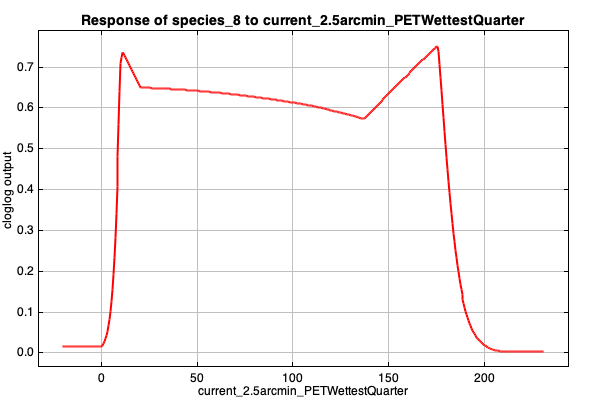 Response of species_8 to current_2.5arcmin_PETWettestQuarter
cloglog output
0.7
0.6
0.5
0.4
0.3
0.2
0.1
0.0
0 50 100 150 200
current_2.5arcmin_PETWettestQuarter